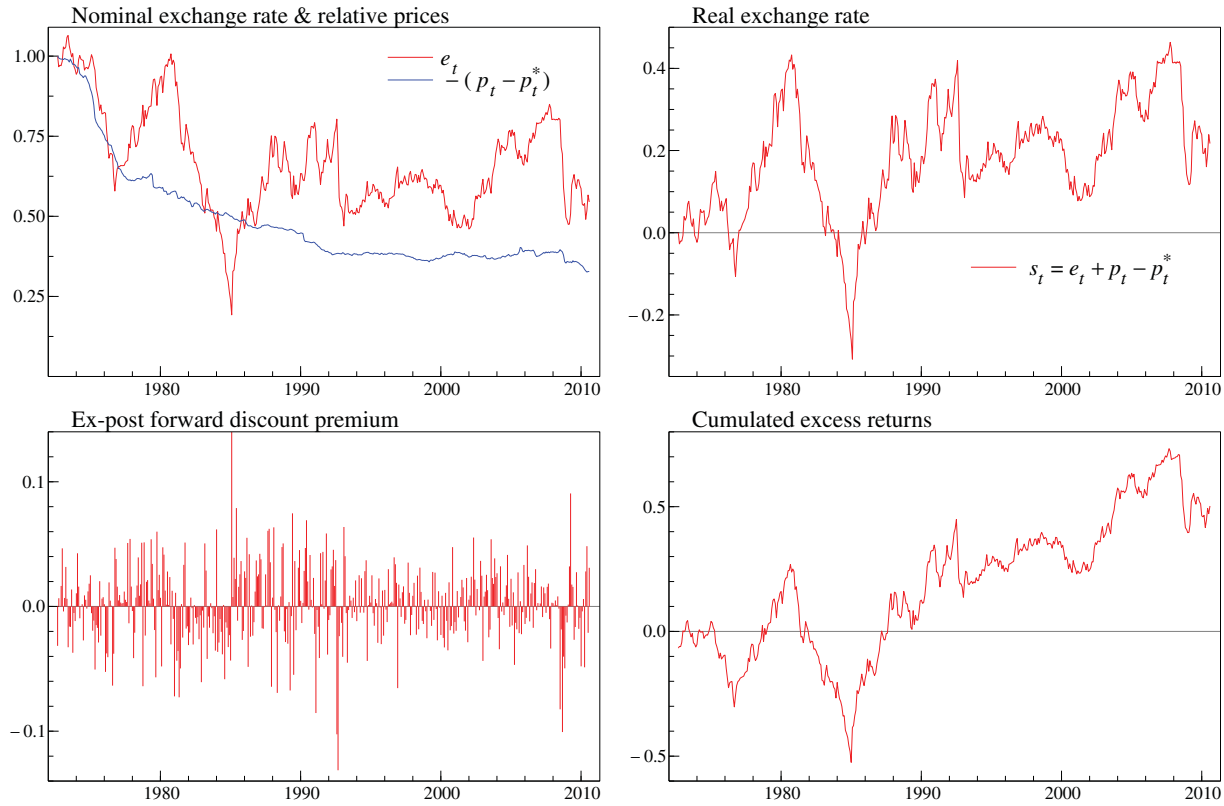 Nominal exchange rate & relative prices
1.00
0.75
0.50
0.25
e_t
−(p_t − p_t^*)
1980 1990 2000 2010
Real exchange rate
0.4
0.2
0.0
−0.2
s_t = e_t + p_t − p_t^*
1980 1990 2000 2010
Ex-post forward discount premium
0.1
0.0
−0.1
1980 1990 2000 2010
Cumulated excess returns
0.5
0.0
−0.5
1980 1990 2000 2010